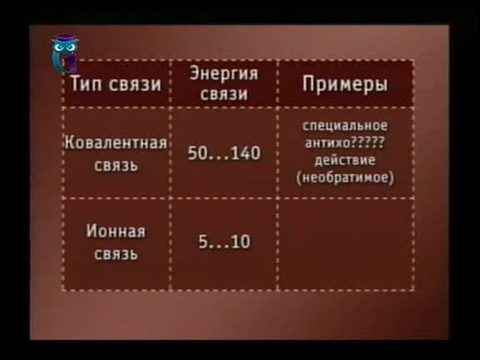 Тип связи
Энергия
связи
Примеры
Ковалентная
связь
50...140
специальное
антихо?????
действие
(необратимое)
Ионная
связь
5...10